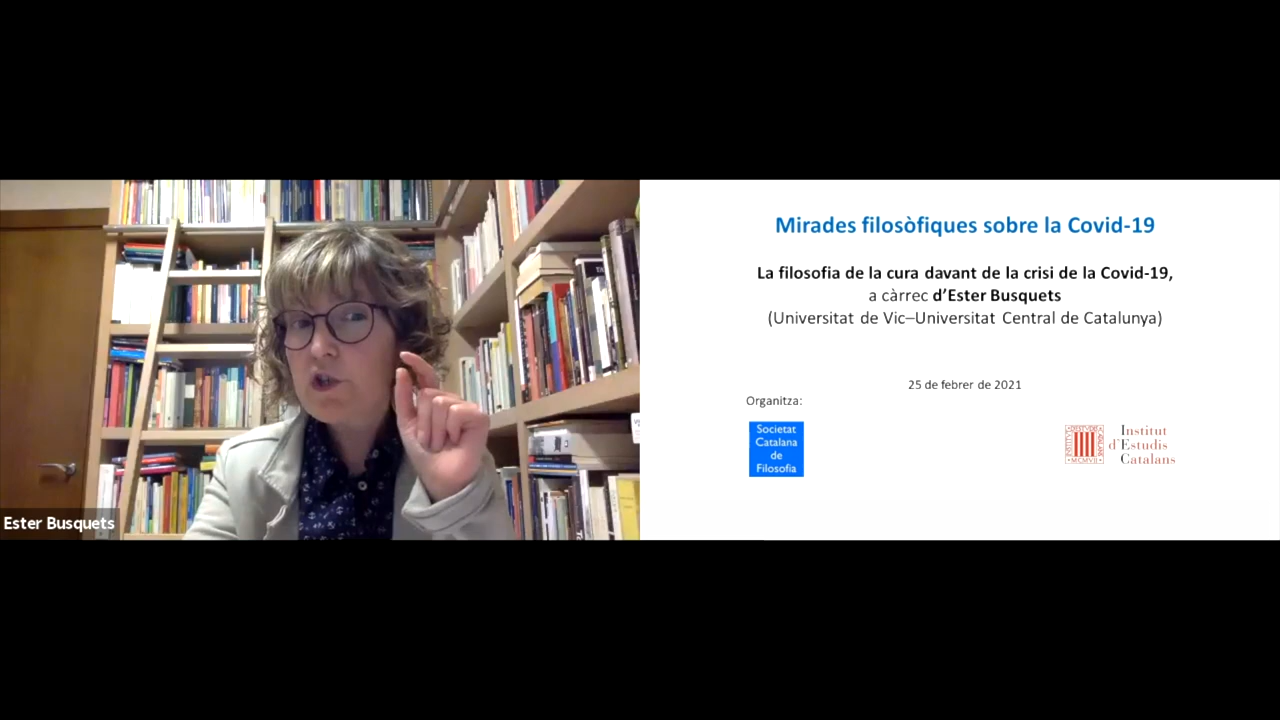 Ester Busquets
Mirades filosòfiques sobre la Covid-19
La filosofia de la cura davant de la crisi de la Covid-19,
a càrrec d’Ester Busquets
(Universitat de Vic–Universitat Central de Catalunya)
25 de febrer de 2021
Organitza:
Societat
Catalana
de
Filosofia
Institut
d'Estudis
Catalans